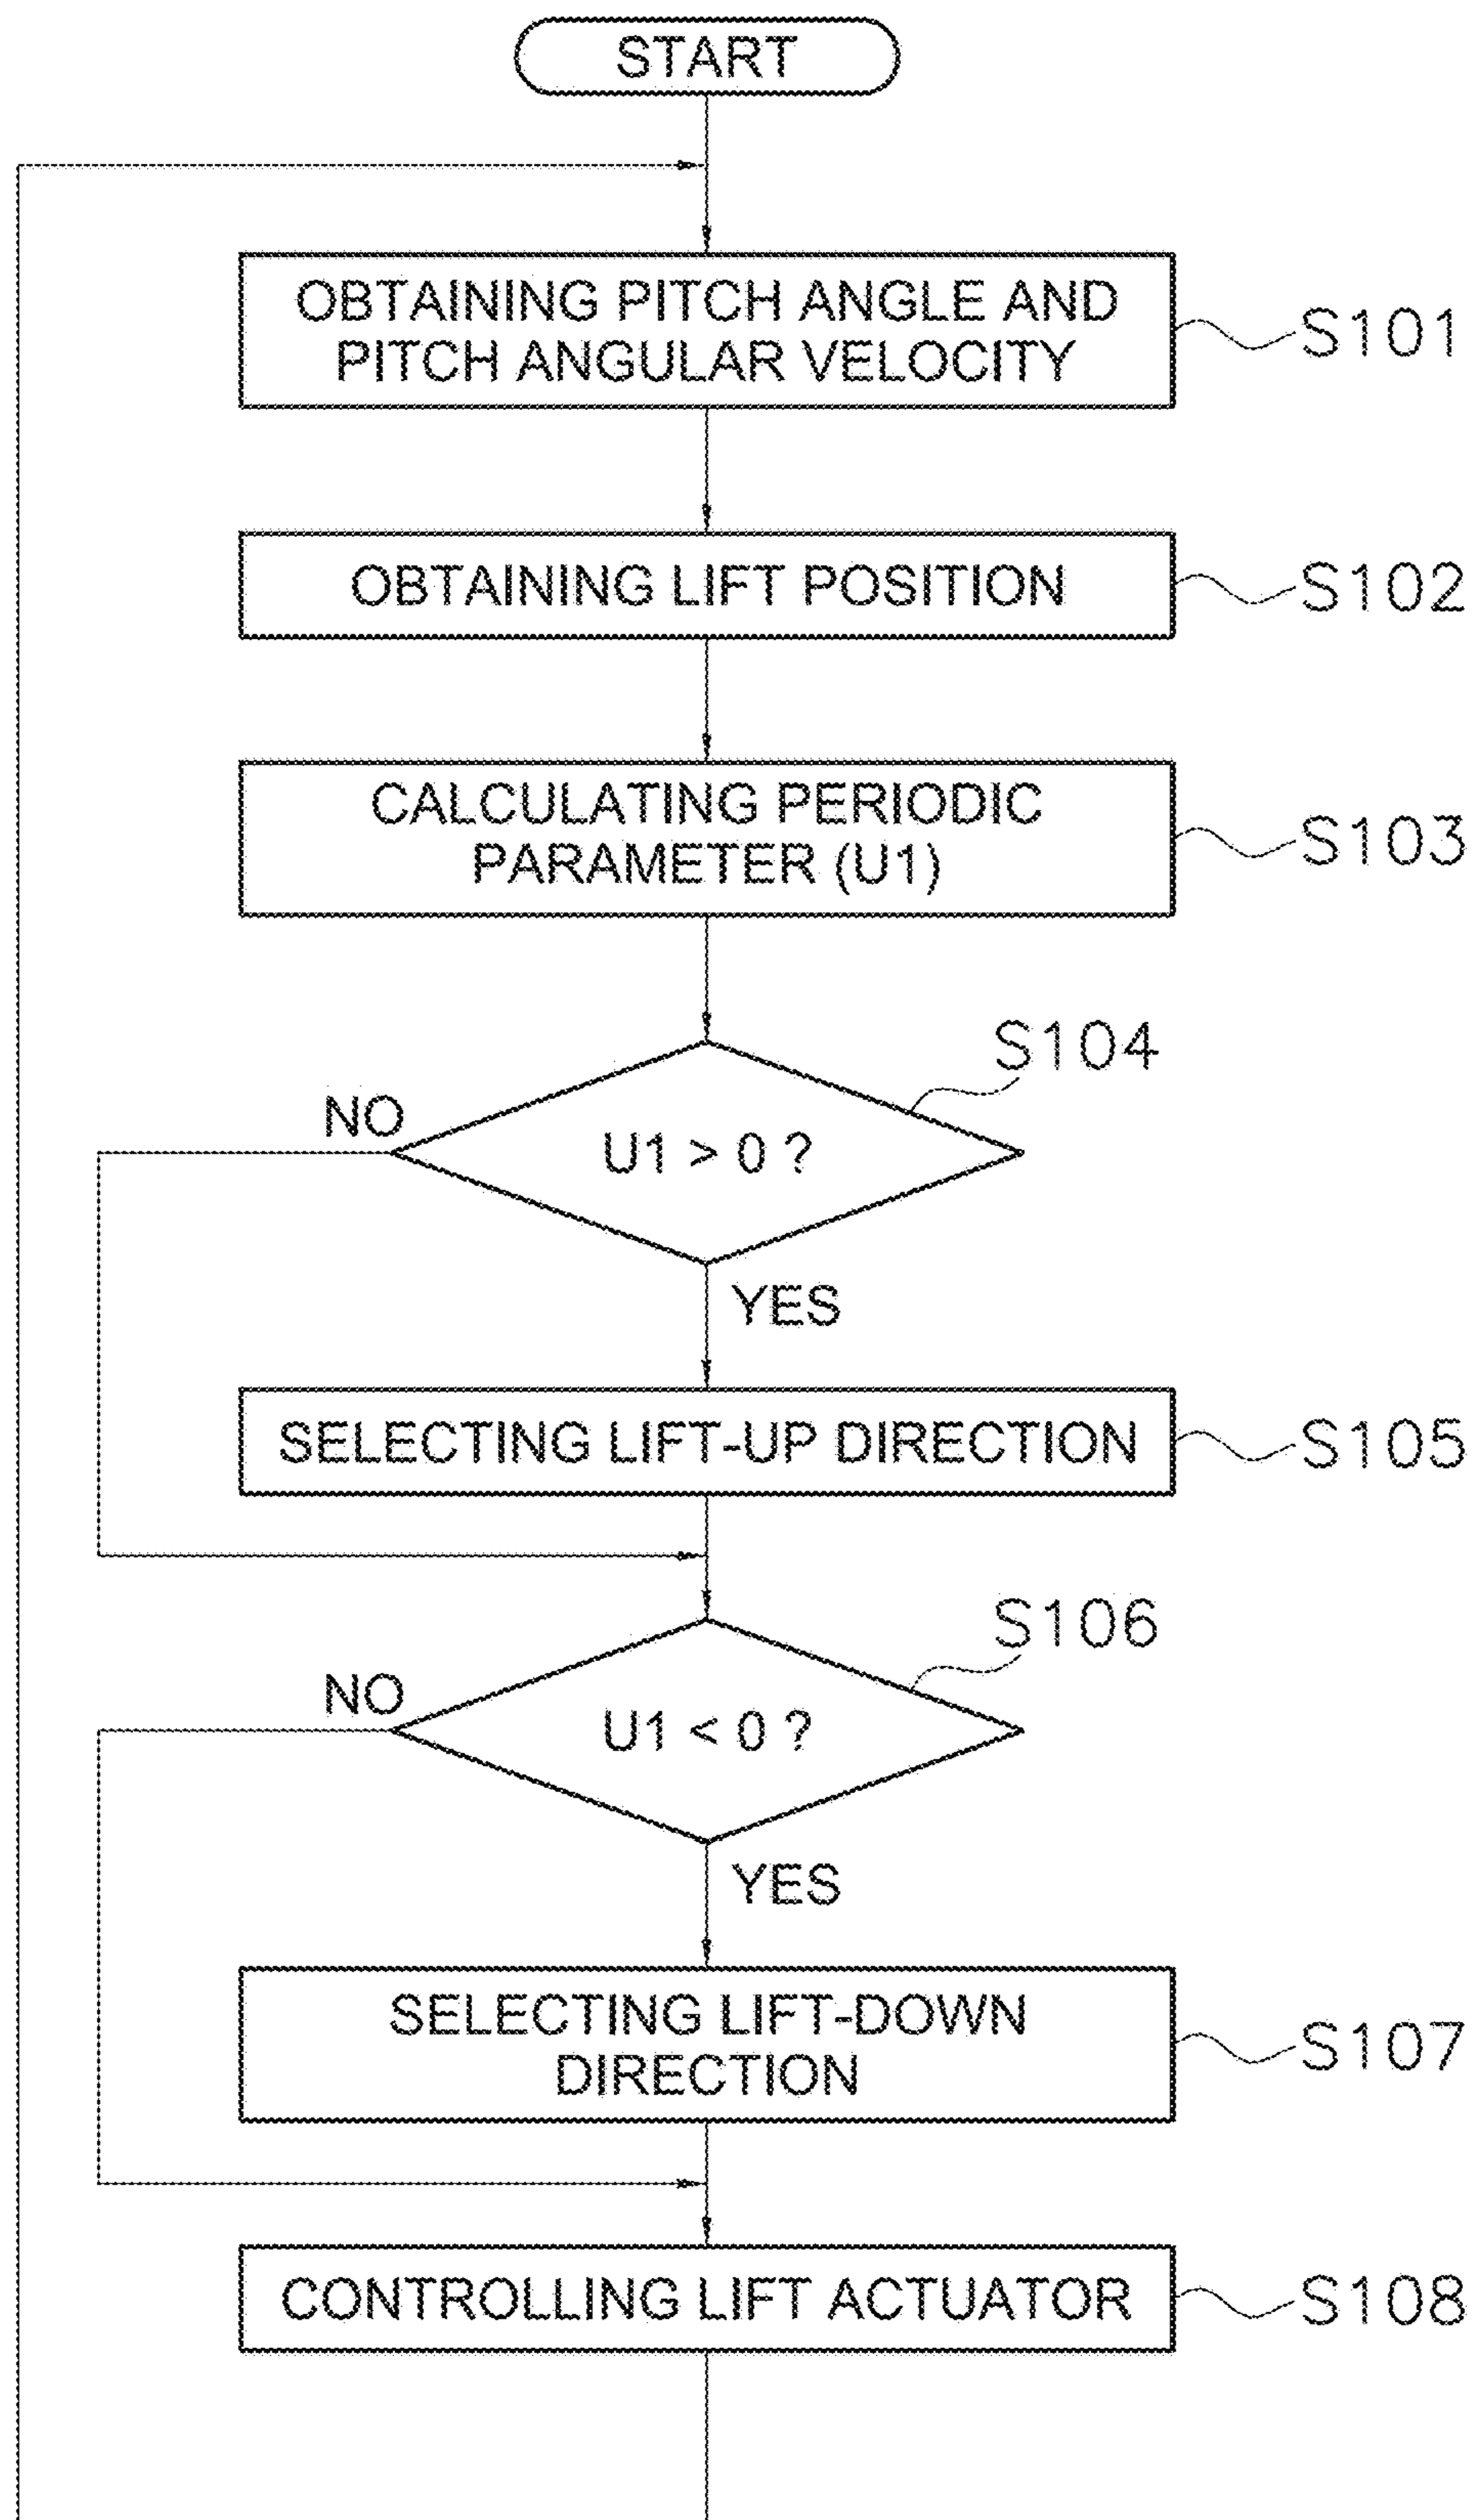 START
OBTAINING PITCH ANGLE AND
PITCH ANGULAR VELOCITY
S101
OBTAINING LIFT POSITION
S102
CALCULATING PERIODIC
PARAMETER (U1)
S103
S104
NO
U1 > 0 ?
YES
SELECTING LIFT-UP DIRECTION
S105
S106
NO
U1 < 0 ?
YES
SELECTING LIFT-DOWN
DIRECTION
S107
CONTROLLING LIFT ACTUATOR
S108